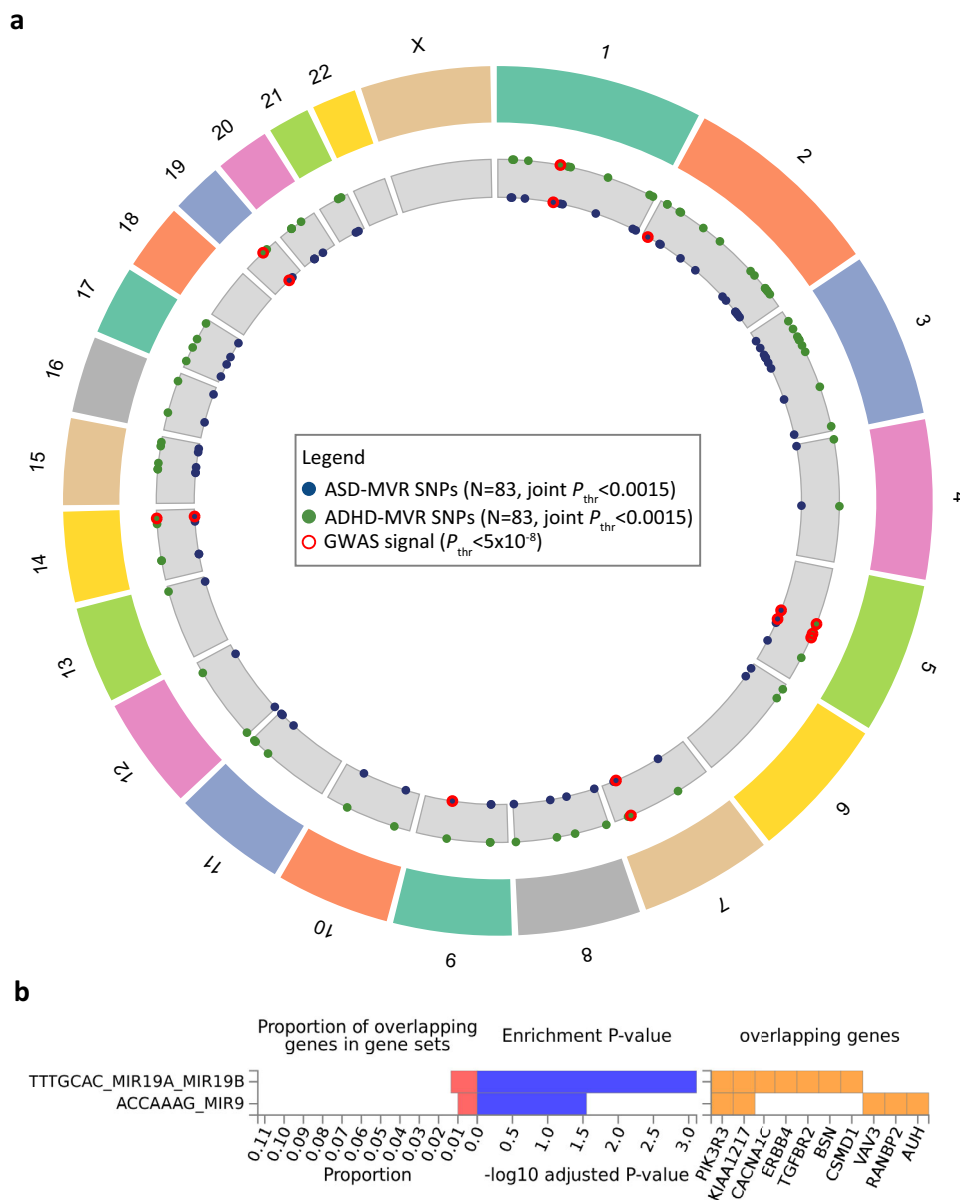 a
X
1
2
3
4
5
6
7
8
9
10
11
12
13
14
15
16
17
18
19
20
21
22
Legend
ASD-MVR SNPs (N=83, joint Pthr<0.0015)
ADHD-MVR SNPs (N=83, joint Pthr<0.0015)
GWAS signal (Pthr<5x10-8)
b
Proportion of overlapping
genes in gene sets
Enrichment P-value
overlapping genes
TTTGCAC_MIR19A_MIR19B
ACCAAAG_MIR9
0.11
0.10
0.09
0.08
0.07
0.06
0.05
0.04
0.03
0.02
0.01
0.0
0.5
1.0
1.5
2.0
2.5
3.0
PIK3R3
KIAA1217
CACNA1C
ERBB4
TGFBR2
BSN
CSMD1
VAV3
RANBP2
AUH
Proportion
-log10 adjusted P-value